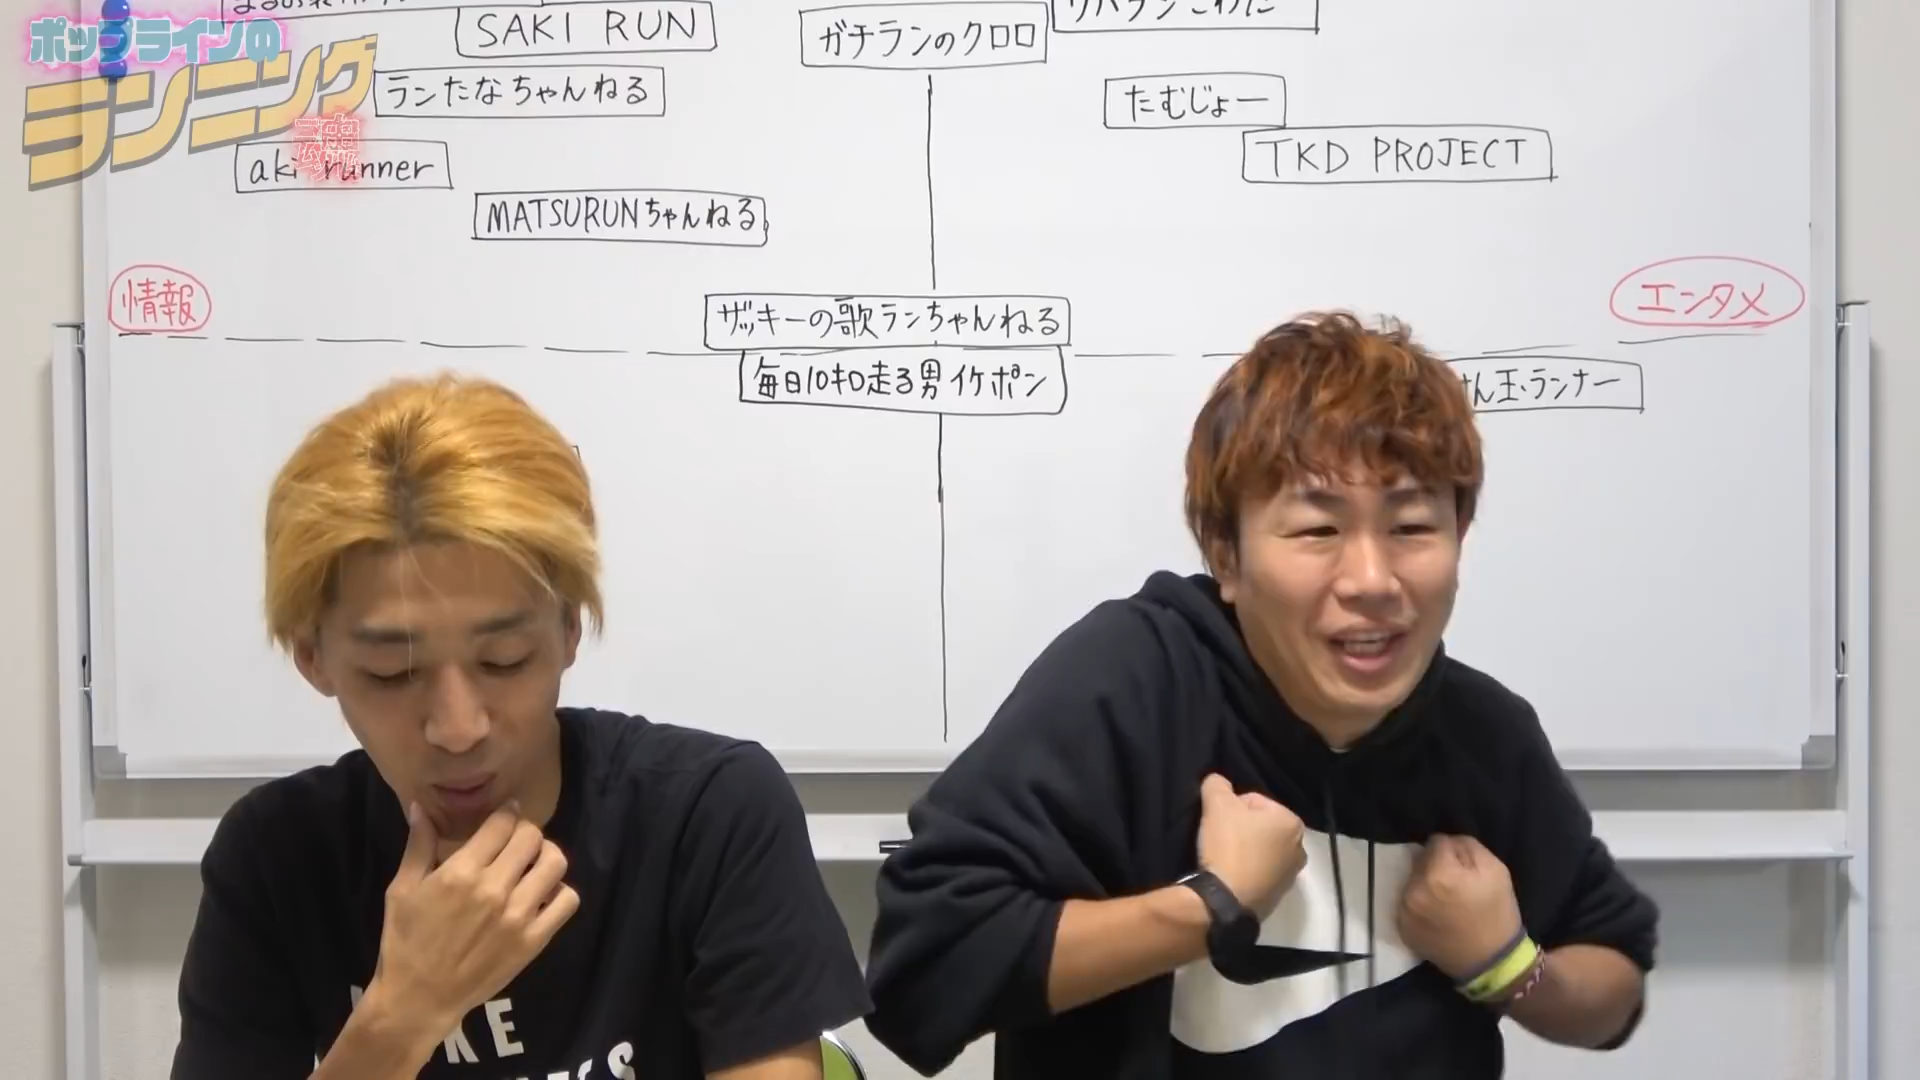 ポップラインの
ランニング
魂
SAKI RUN
ガチランのクロロ
ランたなちゃんねる
たむじょー
aki runner
TKD PROJECT
MATSURUNちゃんねる
情報
エンタメ
ザッキーの歌ランちゃんねる
毎日10キロ走る男イケポン
ん玉・ランナー